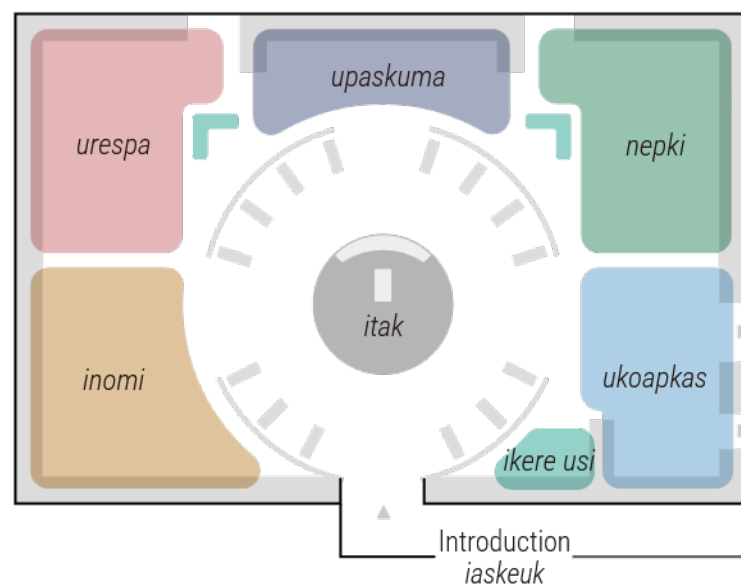 upaskuma
urespa
nepki
itak
inomi
ukoapkas
ikere usi
Introduction
iaskeuk